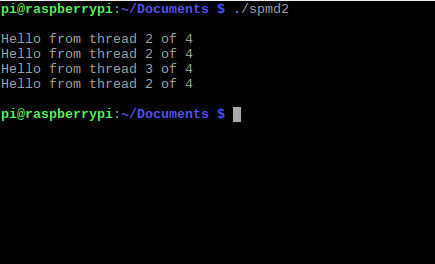 pi@raspberrypi:~/Documents $ ./spmd2
Hello from thread 2 of 4
Hello from thread 2 of 4
Hello from thread 3 of 4
Hello from thread 2 of 4
pi@raspberrypi:~/Documents $